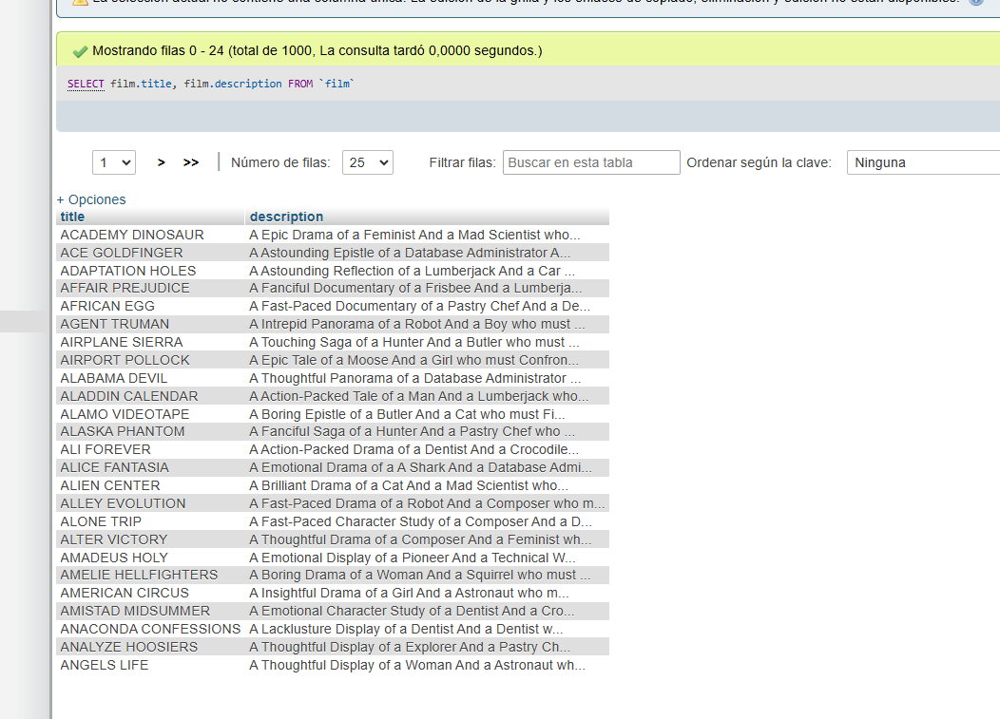 La selección actual no contiene una columna única. La edición de la grilla y los enlaces de copiado, eliminación y edición no están disponibles.
Mostrando filas 0 - 24 (total de 1000, La consulta tardó 0,0000 segundos.)
SELECT film.title, film.description FROM `film`
1 > >> | Número de filas: 25 Filtrar filas: Buscar en esta tabla Ordenar según la clave: Ninguna
+ Opciones
title description
ACADEMY DINOSAUR A Epic Drama of a Feminist And a Mad Scientist who...
ACE GOLDFINGER A Astounding Epistle of a Database Administrator A...
ADAPTATION HOLES A Astounding Reflection of a Lumberjack And a Car ...
AFFAIR PREJUDICE A Fanciful Documentary of a Frisbee And a Lumberja...
AFRICAN EGG A Fast-Paced Documentary of a Pastry Chef And a De...
AGENT TRUMAN A Intrepid Panorama of a Robot And a Boy who must ...
AIRPLANE SIERRA A Touching Saga of a Hunter And a Butler who must ...
AIRPORT POLLOCK A Epic Tale of a Moose And a Girl who must Confron...
ALABAMA DEVIL A Thoughtful Panorama of a Database Administrator ...
ALADDIN CALENDAR A Action-Packed Tale of a Man And a Lumberjack who...
ALAMO VIDEOTAPE A Boring Epistle of a Butler And a Cat who must Fi...
ALASKA PHANTOM A Fanciful Saga of a Hunter And a Pastry Chef who ...
ALI FOREVER A Action-Packed Drama of a Dentist And a Crocodile...
ALICE FANTASIA A Emotional Drama of a A Shark And a Database Admi...
ALIEN CENTER A Brilliant Drama of a Cat And a Mad Scientist who...
ALLEY EVOLUTION A Fast-Paced Drama of a Robot And a Composer who m...
ALONE TRIP A Fast-Paced Character Study of a Composer And a D...
ALTER VICTORY A Thoughtful Drama of a Composer And a Feminist wh...
AMADEUS HOLY A Emotional Display of a Pioneer And a Technical W...
AMELIE HELLFIGHTERS A Boring Drama of a Woman And a Squirrel who must ...
AMERICAN CIRCUS A Insightful Drama of a Girl And a Astronaut who m...
AMISTAD MIDSUMMER A Emotional Character Study of a Dentist And a Cro...
ANACONDA CONFESSIONS A Lacklusture Display of a Dentist And a Dentist w...
ANALYZE HOOSIERS A Thoughtful Display of a Explorer And a Pastry Ch...
ANGELS LIFE A Thoughtful Display of a Woman And a Astronaut wh...